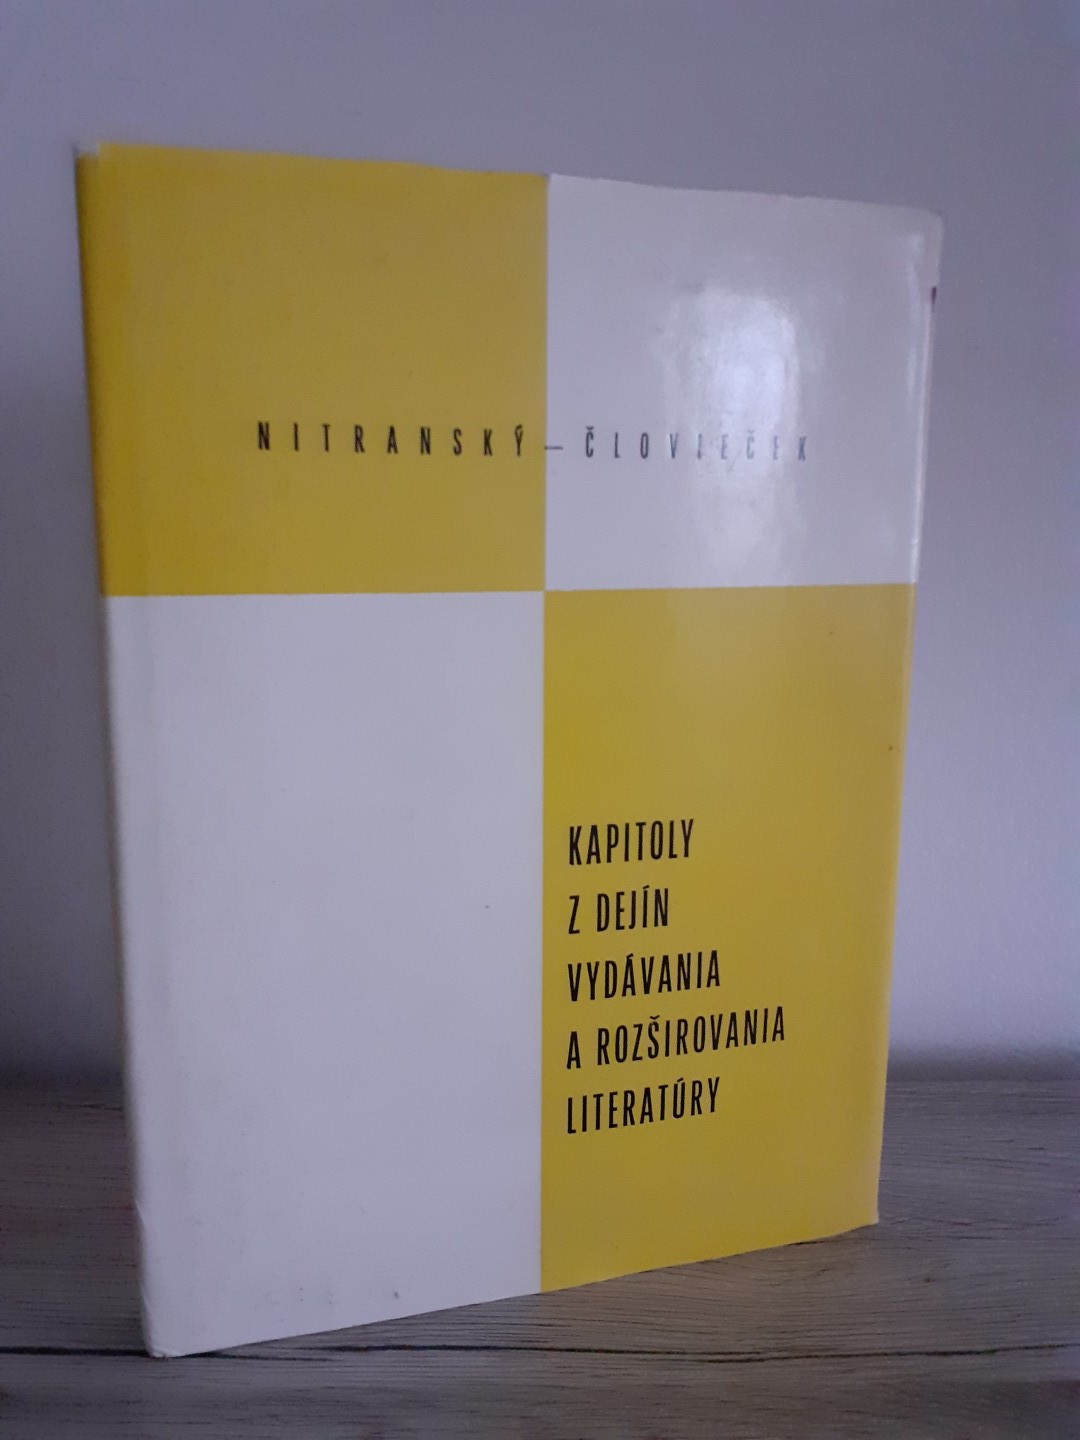 NITRANSKÝ – ČLOVIEČEK
KAPITOLY
Z DEJÍN
VYDÁVANIA
A ROZŠIROVANIA
LITERATÚRY